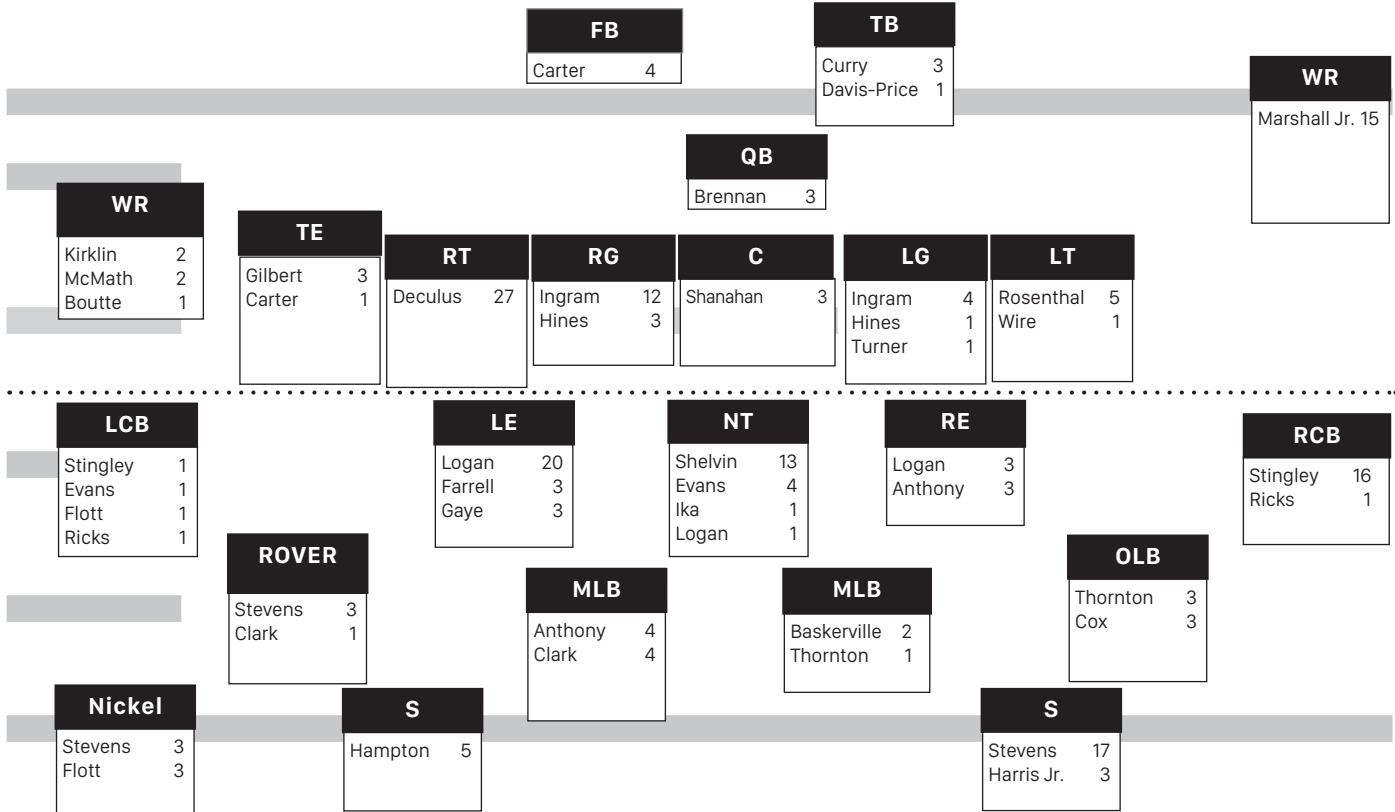 FB
Carter 4
TB
Curry 3
Davis-Price 1
WR
Marshall Jr. 15
QB
Brennan 3
WR
Kirklin 2
McMath 2
Boutte 1
TE
Gilbert 3
Carter 1
RT
Deculus 27
RG
Ingram 12
Hines 3
C
Shanahan 3
LG
Ingram 4
Hines 1
Turner 1
LT
Rosenthal 5
Wire 1
LCB
Stingley 1
Evans 1
Flott 1
Ricks 1
LE
Logan 20
Farrell 3
Gaye 3
NT
Shelvin 13
Evans 4
Ika 1
Logan 1
RE
Logan 3
Anthony 3
RCB
Stingley 16
Ricks 1
ROVER
Stevens 3
Clark 1
MLB
Anthony 4
Clark 4
MLB
Baskerville 2
Thornton 1
OLB
Thornton 3
Cox 3
Nickel
Stevens 3
Flott 3
S
Hampton 5
S
Stevens 17
Harris Jr. 3